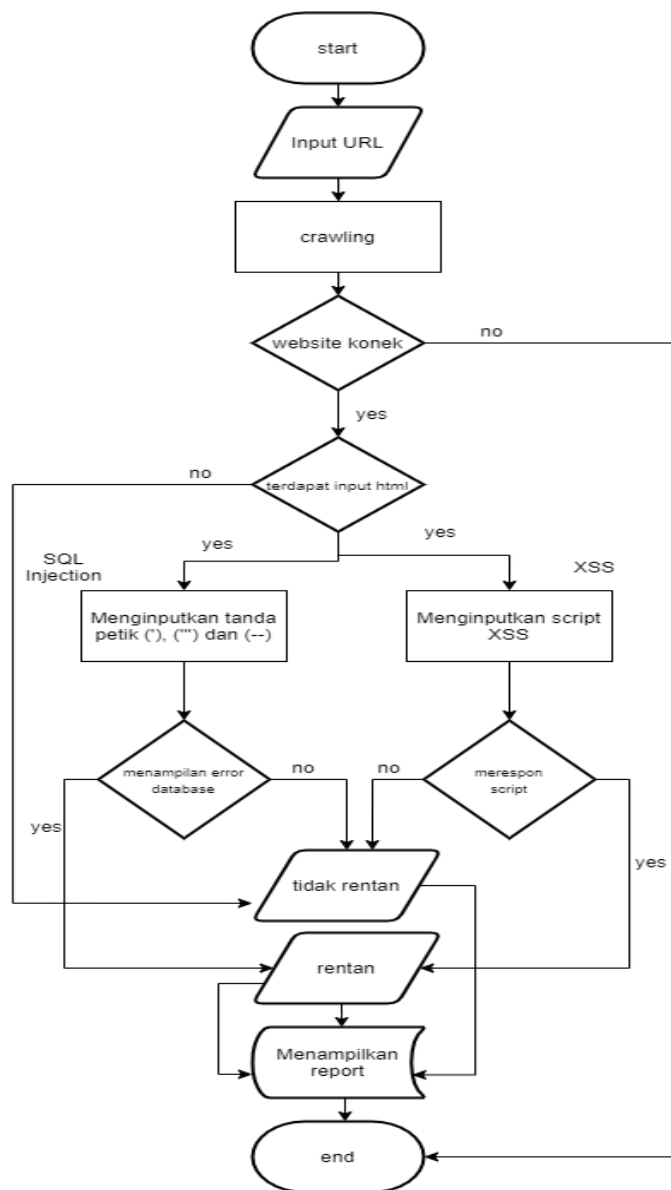 start
Input URL
crawling
website konek
no
yes
terdapat input html
no
yes
yes
SQL
Injection
XSS
Menginputkan tanda
petik ('), (''') dan (--)
Menginputkan script
XSS
menampilan error
database
no
no
merespon
script
yes
yes
tidak rentan
rentan
Menampilkan
report
end